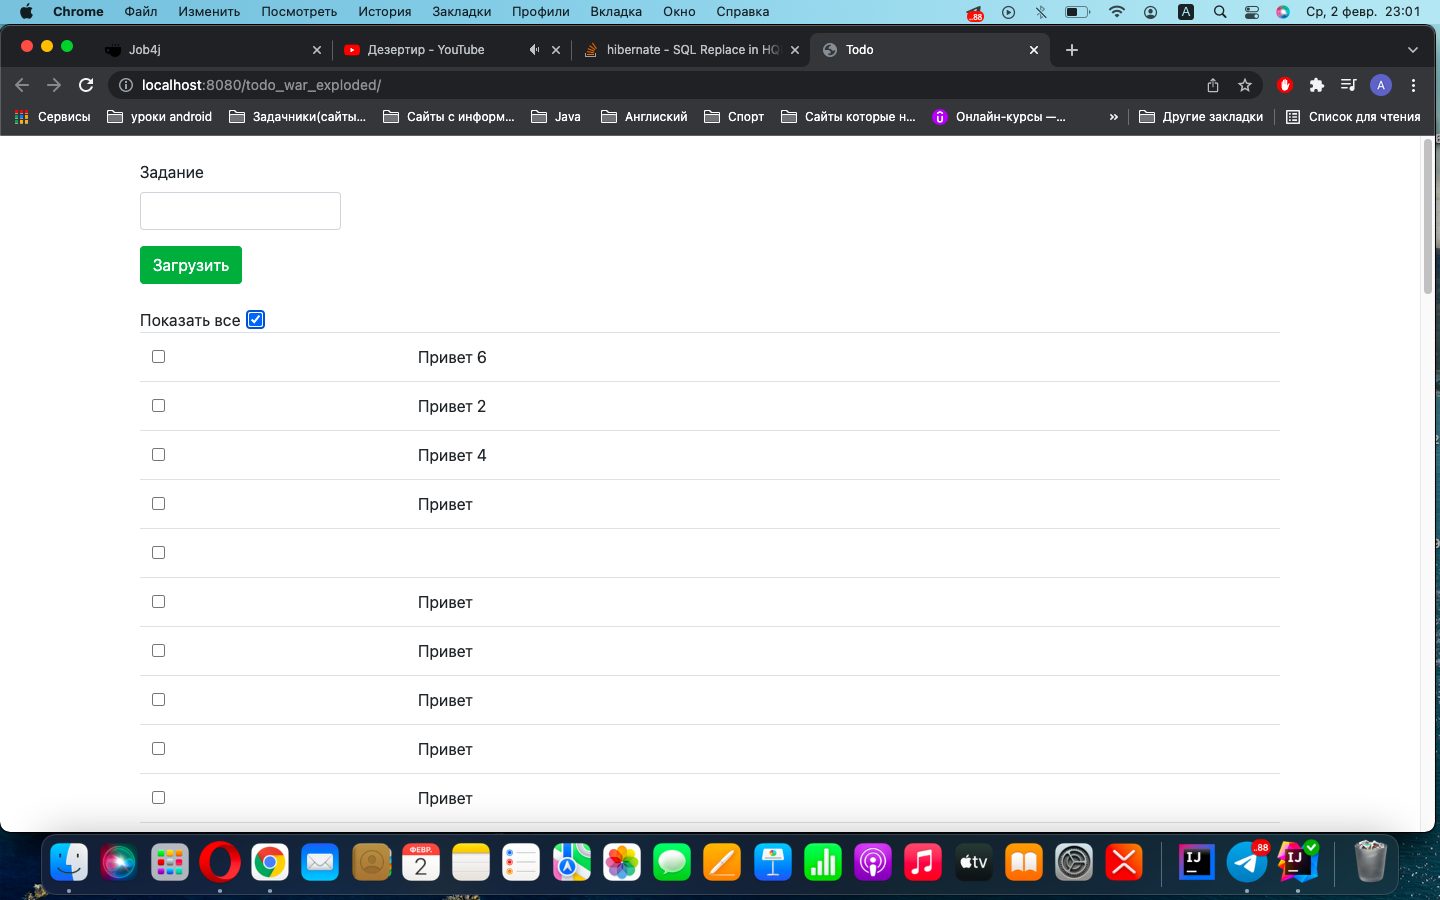 Chrome Файл Изменить Посмотреть История Закладки Профили Вкладка Окно Справка ..88 A Ср, 2 февр. 23:01
Job4j Дезертир - YouTube hibernate - SQL Replace in HQ Todo
localhost:8080/todo_war_exploded/ A
Сервисы уроки android Задачники(сайты... Сайты с информ... Java Англиский Спорт Сайты которые н... Онлайн-курсы —... » Другие закладки Список для чтения
Задание
Загрузить
Показать все
Привет 6
Привет 2
Привет 4
Привет
Привет
Привет
Привет
Привет
Привет
ФЕВР.
2
tv
IJ
..88
IJ